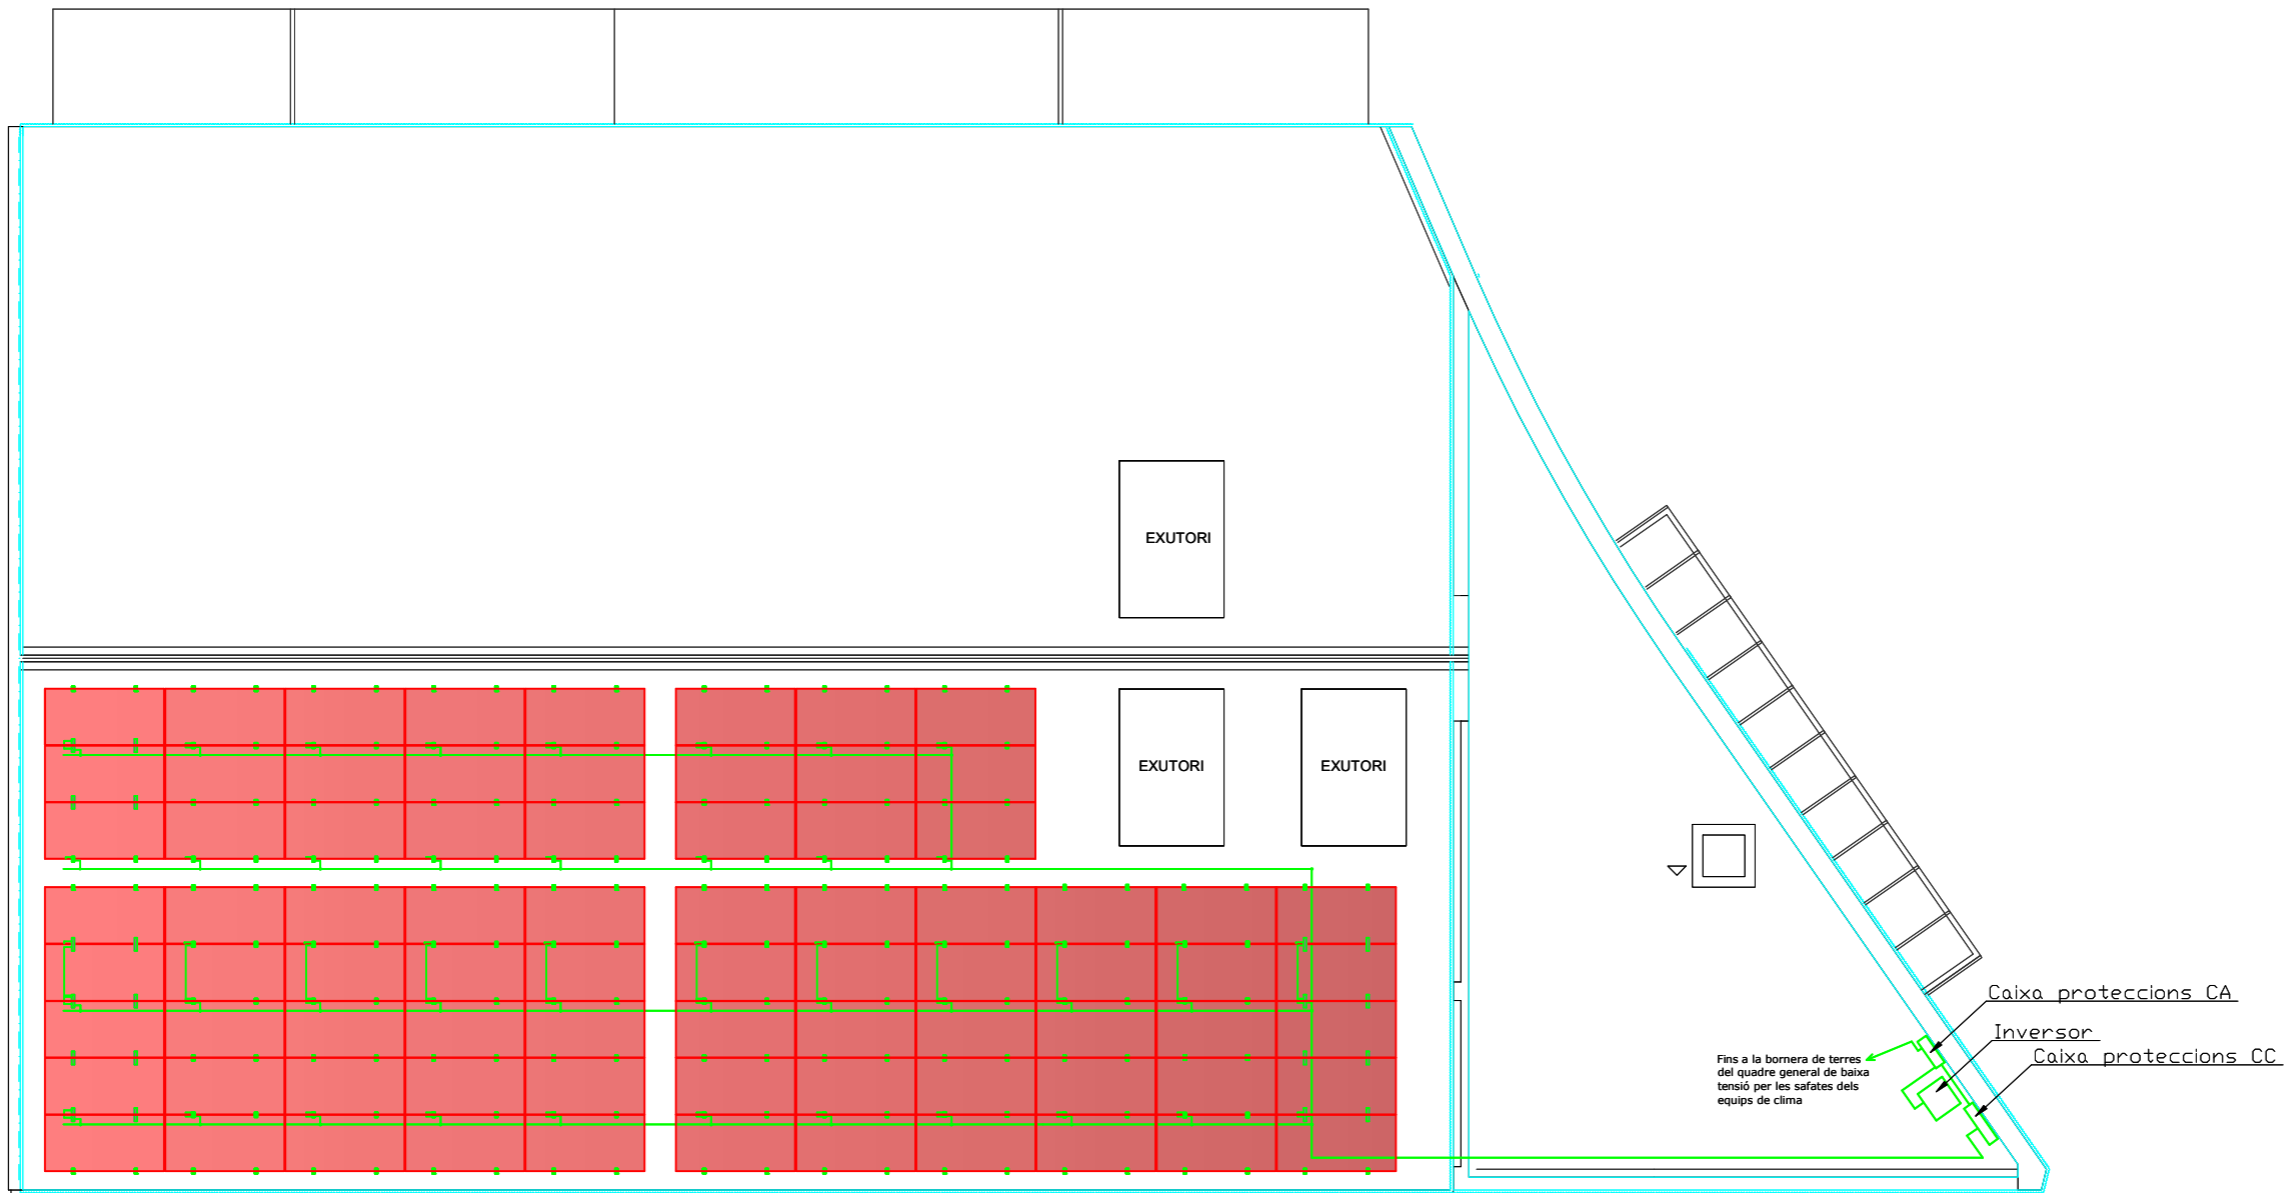 EXUTORI
EXUTORI
EXUTORI
Caixa proteccions CA
Inversor
Caixa proteccions CC
Fins a la bornera de terres
del quadre general de baixa
tensió per les safates dels
equips de clima